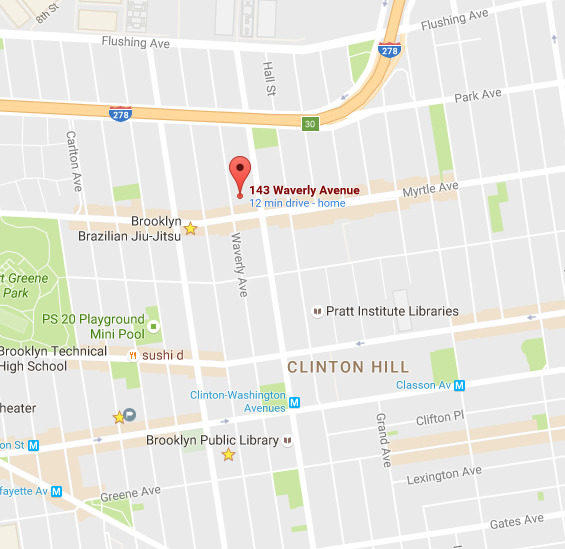 8th St
Flushing Ave
Flushing Ave
278
Hall St
Park Ave
278
30
Carlton Ave
143 Waverly Avenue
12 min drive - home
Myrtle Ave
Brooklyn
Brazilian Jiu-Jitsu
Waverly Ave
rt Greene
Park
Pratt Institute Libraries
PS 20 Playground
Mini Pool
Brooklyn Technical
High School
sushi d
CLINTON HILL
Clinton-Washington
Avenues
M
Classon Av M
heater
Clifton Pl
Grand Ave
on St M
Brooklyn Public Library
Lexington Ave
fayette Av M
Greene Ave
Gates Ave